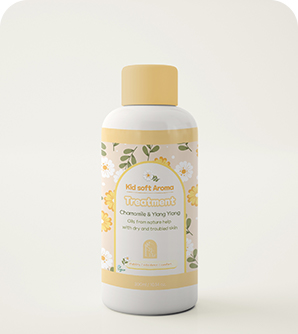 Kid soft Aroma
Treatment
Chamomile & Ylang Ylang
Oils from nature help
with dry and troubled skin